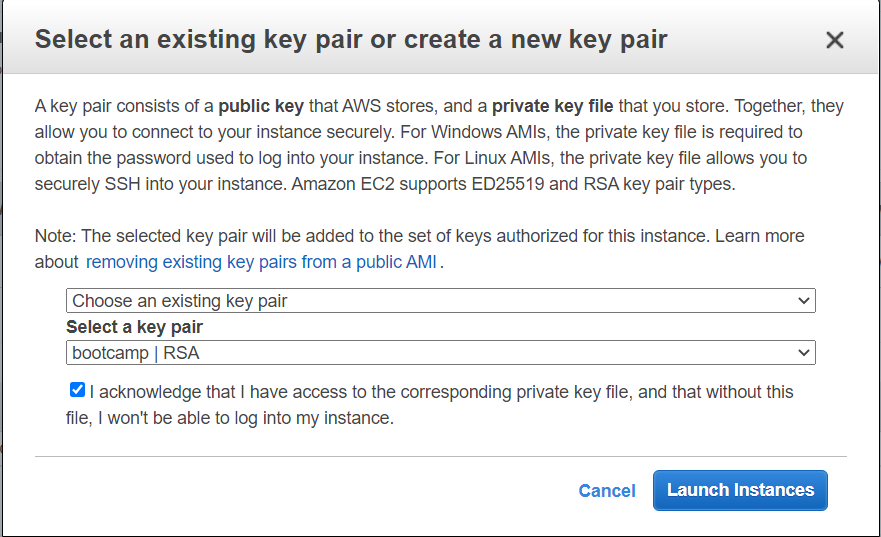 Select an existing key pair or create a new key pair
A key pair consists of a public key that AWS stores, and a private key file that you store. Together, they
allow you to connect to your instance securely. For Windows AMIs, the private key file is required to
obtain the password used to log into your instance. For Linux AMIs, the private key file allows you to
securely SSH into your instance. Amazon EC2 supports ED25519 and RSA key pair types.
Note: The selected key pair will be added to the set of keys authorized for this instance. Learn more
about removing existing key pairs from a public AMI .
Choose an existing key pair
Select a key pair
bootcamp | RSA
I acknowledge that I have access to the corresponding private key file, and that without this
file, I won't be able to log into my instance.
Cancel Launch Instances